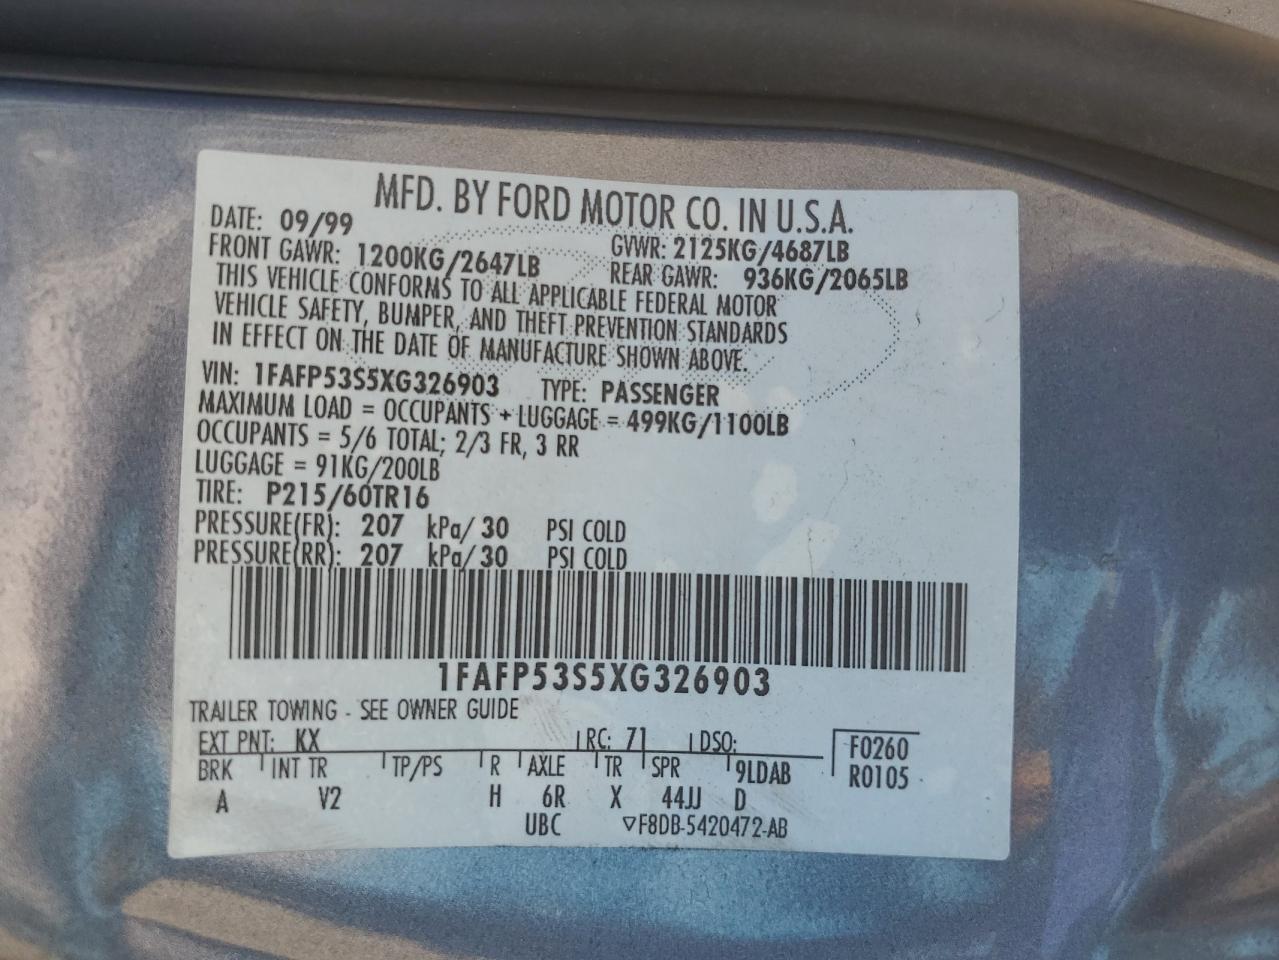 MFD. BY FORD MOTOR CO. IN U.S.A.
DATE: 09/99 GVWR: 2125KG/4687LB
FRONT GAWR: 1200KG/2647LB REAR GAWR: 936KG/2065LB
THIS VEHICLE CONFORMS TO ALL APPLICABLE FEDERAL MOTOR
VEHICLE SAFETY, BUMPER, AND THEFT PREVENTION STANDARDS
IN EFFECT ON THE DATE OF MANUFACTURE SHOWN ABOVE.
VIN: 1FAFP53S5XG326903 TYPE: PASSENGER
MAXIMUM LOAD = OCCUPANTS + LUGGAGE = 499KG/1100LB
OCCUPANTS = 5/6 TOTAL; 2/3 FR, 3 RR
LUGGAGE = 91KG/200LB
TIRE: P215/60TR16
PRESSURE(FR): 207 kPa/ 30 PSI COLD
PRESSURE(RR): 207 kPa/ 30 PSI COLD
1FAFP53S5XG326903
TRAILER TOWING - SEE OWNER GUIDE
EXT PNT: KX RC: 71 DSO: F0260
BRK INT TR TP/PS R AXLE TR SPR 9LDAB R0105
A V2 H 6R X 44JJ D
UBC ▽F8DB-5420472-AB